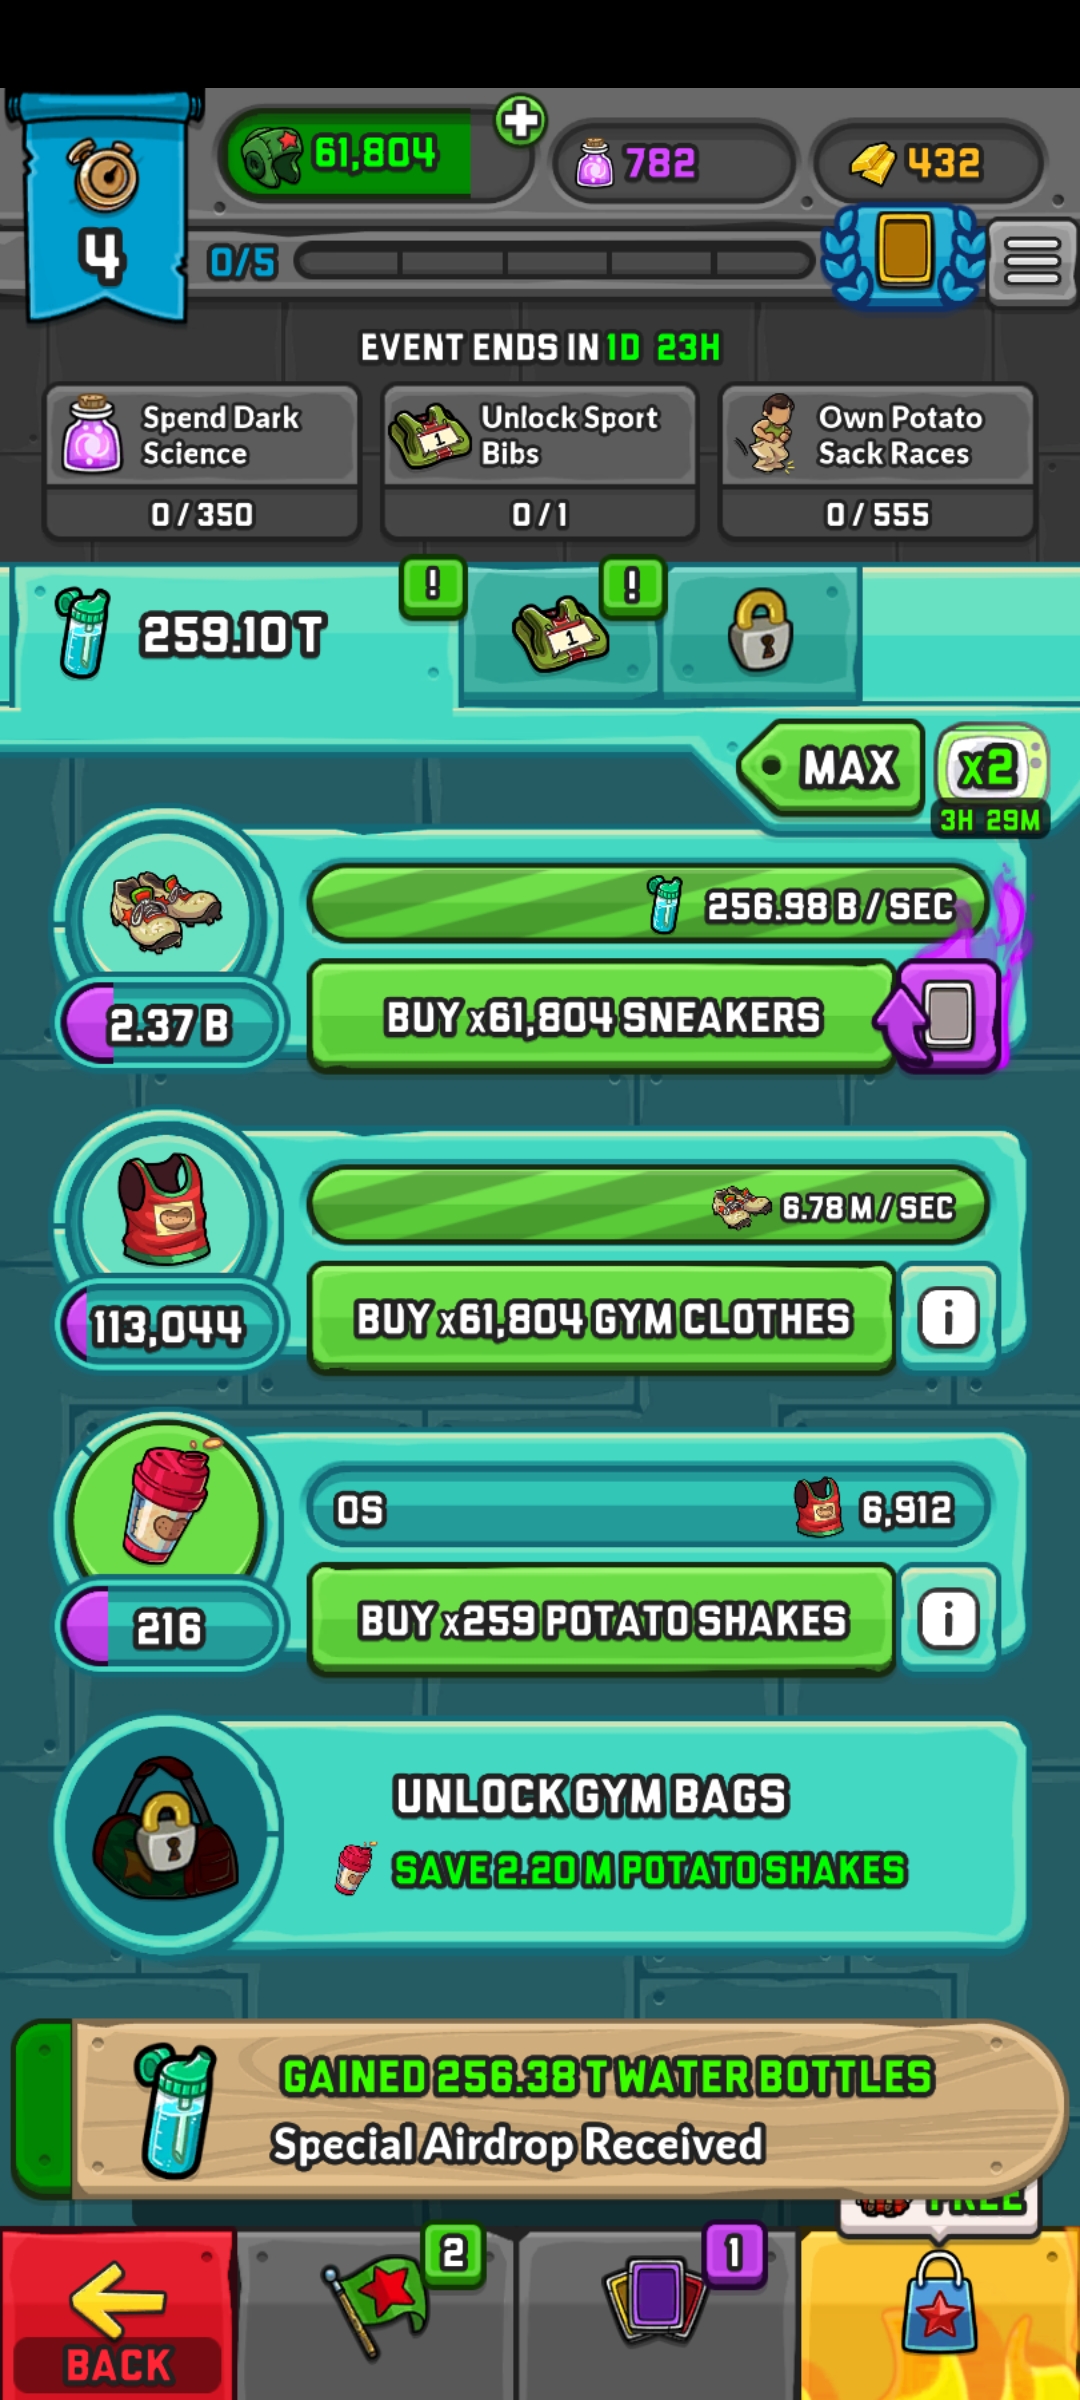 61,804
782
432
4
0/5
EVENT ENDS IN 1D 23H
Spend Dark
Science
0 / 350
Unlock Sport
Bibs
0 / 1
Own Potato
Sack Races
0 / 555
!
!
259.10 T
1
1
MAX
x2
3H 29M
256.98 B / SEC
2.37 B
BUY x61,804 SNEAKERS
6.78 M / SEC
113,044
BUY x61,804 GYM CLOTHES
i
0S
6,912
216
BUY x259 POTATO SHAKES
i
UNLOCK GYM BAGS
SAVE 2.20 M POTATO SHAKES
GAINED 256.38 T WATER BOTTLES
Special Airdrop Received
FREE
2
1
BACK